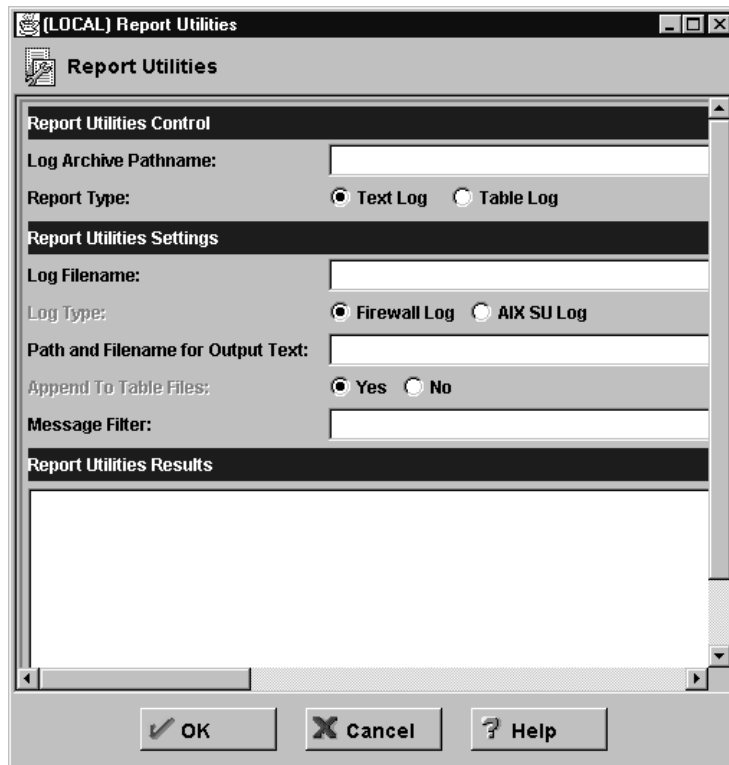 (LOCAL) Report Utilities
Report Utilities
Report Utilities Control
Log Archive Pathname:
Report Type: Text Log Table Log
Report Utilities Settings
Log Filename:
Log Type: Firewall Log AIX SU Log
Path and Filename for Output Text:
Append To Table Files: Yes No
Message Filter:
Report Utilities Results
OK Cancel Help